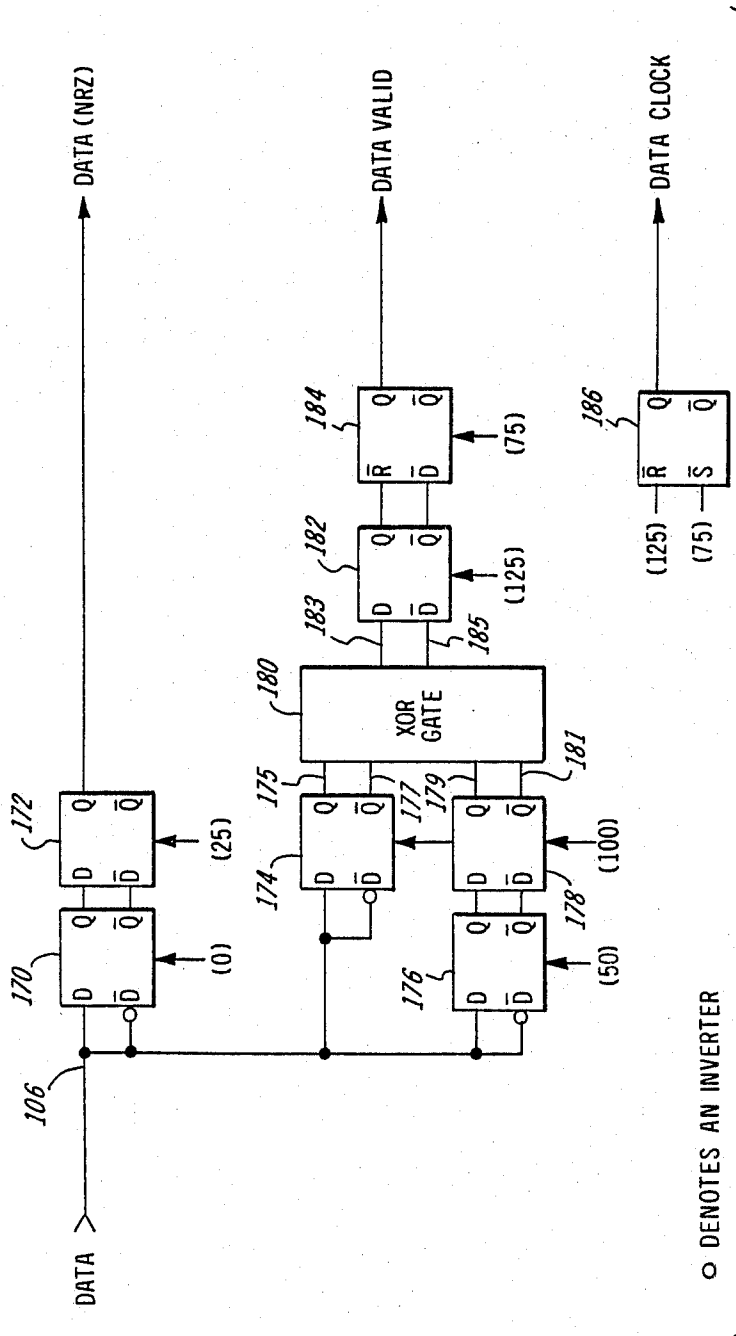 106
170
172
DATA
D
Q
D
Q
DATA (NRZ)
D̄
Q̄
D̄
Q̄
(0)
(25)
174
D
Q
175
180
D̄
Q̄
177
183
182
184
D
Q
R̄
Q
DATA VALID
XOR
GATE
D̄
Q̄
D̄
Q̄
185
(125)
(75)
176
D
Q
D
Q
179
D̄
Q̄
D̄
Q̄
181
(50)
178
(100)
186
(125)
R̄
Q
DATA CLOCK
(75)
S̄
Q̄
O DENOTES AN INVERTER